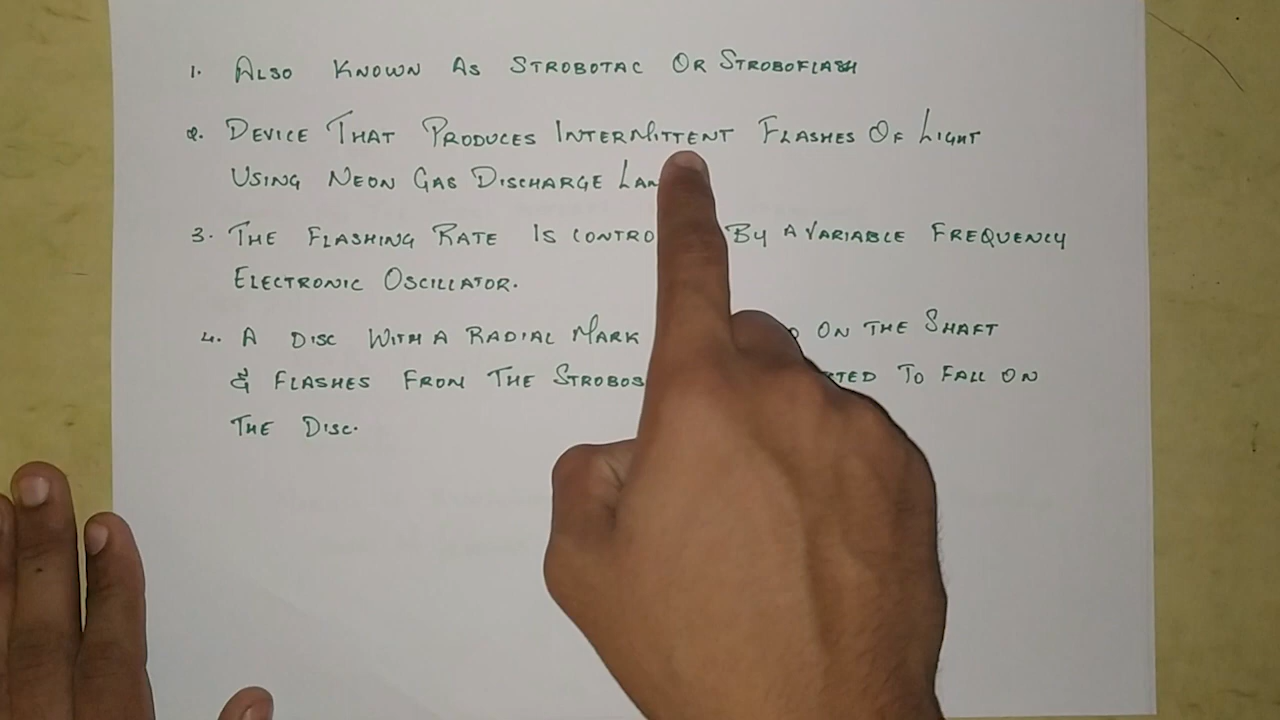 1. ALSO KNOWN AS STROBOTAC OR STROBOFLASH
2. DEVICE THAT PRODUCES INTERMITTENT FLASHES OF LIGHT
USING NEON GAS DISCHARGE
3. THE FLASHING RATE IS BY A VARIABLE FREQUENCY
ELECTRONIC OSCILLATOR.
4. A DISC WITH A RADIAL MARK ON THE SHAFT
& FLASHES FROM THE TO FALL ON
THE DISC.